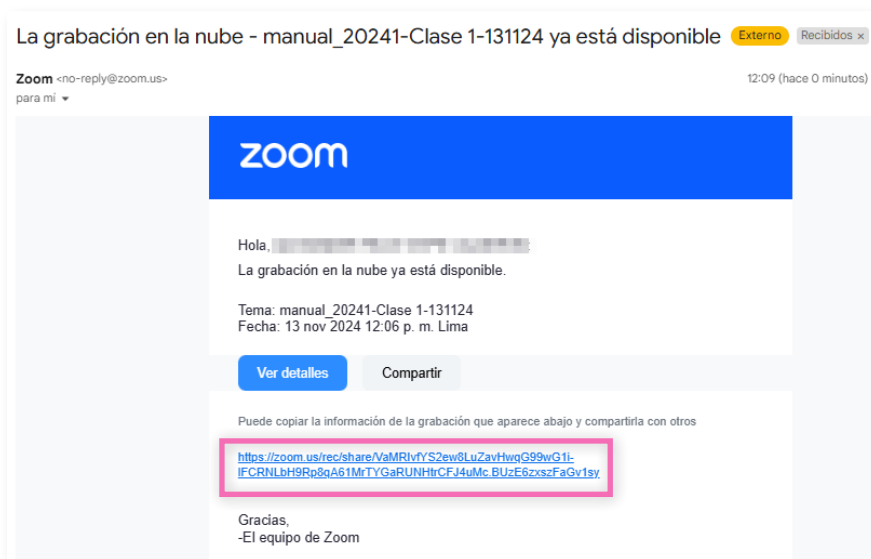 La grabación en la nube - manual_20241-Clase 1-131124 ya está disponible Externo Recibidos x
Zoom <no-reply@zoom.us> 12:09 (hace 0 minutos)
para mí
zoom
Hola,
La grabación en la nube ya está disponible.
Tema: manual_20241-Clase 1-131124
Fecha: 13 nov 2024 12:06 p. m. Lima
Ver detalles Compartir
Puede copiar la información de la grabación que aparece abajo y compartirla con otros
https://zoom.us/rec/share/VaMRIvfYS2ew8LuZavHwqG99wG1i-
IFCRNLbH9Rp8qA61MrTYGaRUNHtrCFJ4uMc.BUzE6zxszFaGv1sy
Gracias,
-El equipo de Zoom